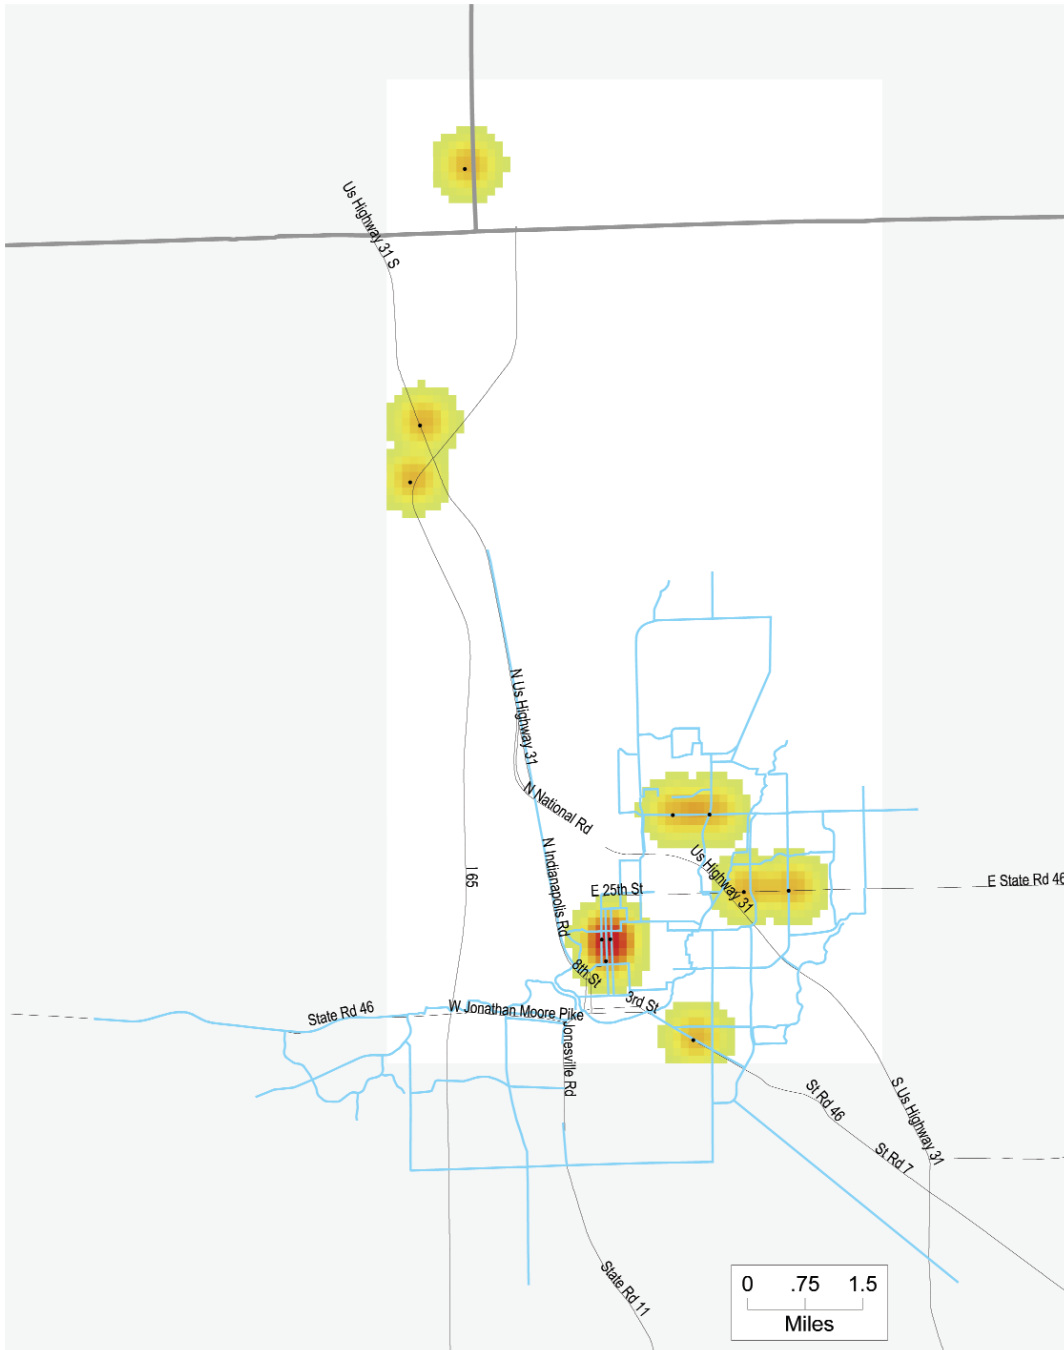 Us Highway 31 S
N Us Highway 31
N National Rd
N Indianapolis Rd
Us Highway 31
I 65
E 25th St
E State Rd 46
8th St
3rd St
W Jonathan Moore Pike
State Rd 46
Jonesville Rd
St Rd 46
S Us Highway 31
St Rd 7
State Rd 11
0 .75 1.5
Miles